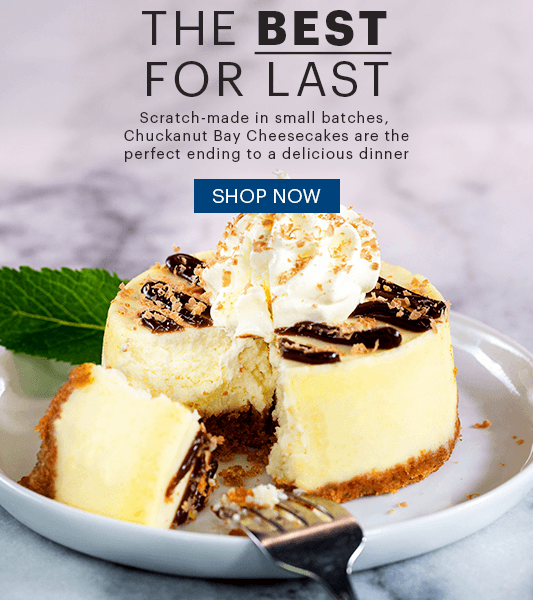 THE BEST
FOR LAST
Scratch-made in small batches,
Chuckanut Bay Cheesecakes are the
perfect ending to a delicious dinner
SHOP NOW